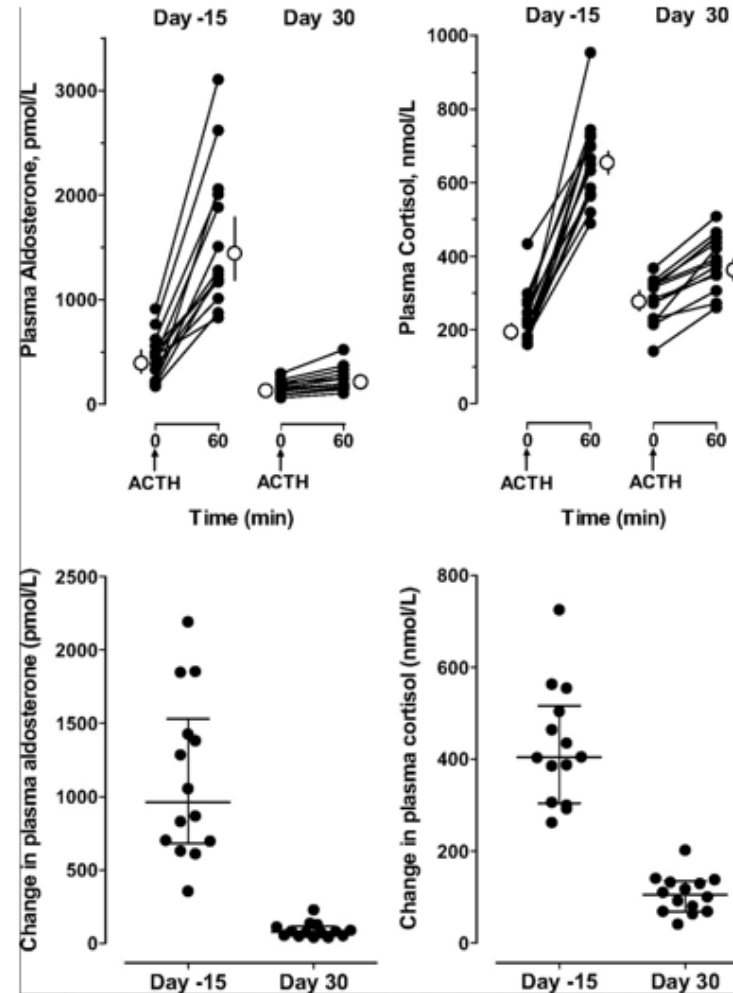 Day -15 Day 30
Plasma Aldosterone, pmol/L
3000
2000
1000
0
0 60 0 60
ACTH ACTH
Time (min)
Day -15 Day 30
Plasma Cortisol, nmol/L
1000
800
600
400
200
0
0 60 0 60
ACTH ACTH
Time (min)
Change in plasma aldosterone (pmol/L)
2500
2000
1500
1000
500
0
Day -15 Day 30
Change in plasma cortisol (nmol/L)
800
600
400
200
0
Day -15 Day 30